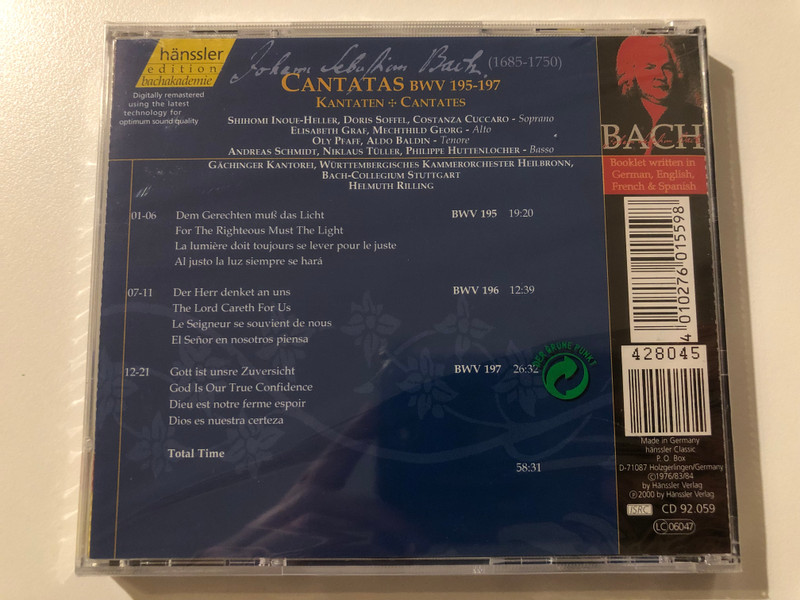 hänssler
edition
bachakademie
Digitally remastered
using the latest
technology for
optimum sound quality
Johann Sebastian Bach. (1685-1750)
CANTATAS BWV 195-197
KANTATEN ✢ CANTATES
SHIHOMI INOUE-HELLER, DORIS SOFFEL, COSTANZA CUCCARO - Soprano
ELISABETH GRAF, MECHTHILD GEORG - Alto
OLY PFAFF, ALDO BALDIN - Tenore
ANDREAS SCHMIDT, NIKLAUS TÜLLER, PHILIPPE HUTTENLOCHER - Basso
GÄCHINGER KANTOREI, WÜRTTEMBERGISCHES KAMMERORCHESTER HEILBRONN,
BACH-COLLEGIUM STUTTGART
HELMUTH RILLING
01-06 Dem Gerechten muß das Licht BWV 195 19:20
For The Righteous Must The Light
La lumière doit toujours se lever pour le juste
Al justo la luz siempre se hará
07-11 Der Herr denket an uns BWV 196 12:39
The Lord Careth For Us
Le Seigneur se souvient de nous
El Señor en nosotros piensa
12-21 Gott ist unsre Zuversicht BWV 197 26:32
God Is Our True Confidence
Dieu est notre ferme espoir
Dios es nuestra certeza
Total Time
58:31
DER GRÜNE PUNKT
BACH
Booklet written in
German, English,
French & Spanish
4 010276 015598
428045
Made in Germany
hänssler Classic
P. O. Box
D-71087 Holzgerlingen/Germany
©1976/83/84
by Hänssler Verlag
℗2000 by Hänssler Verlag
ISRC CD 92.059
LC 06047